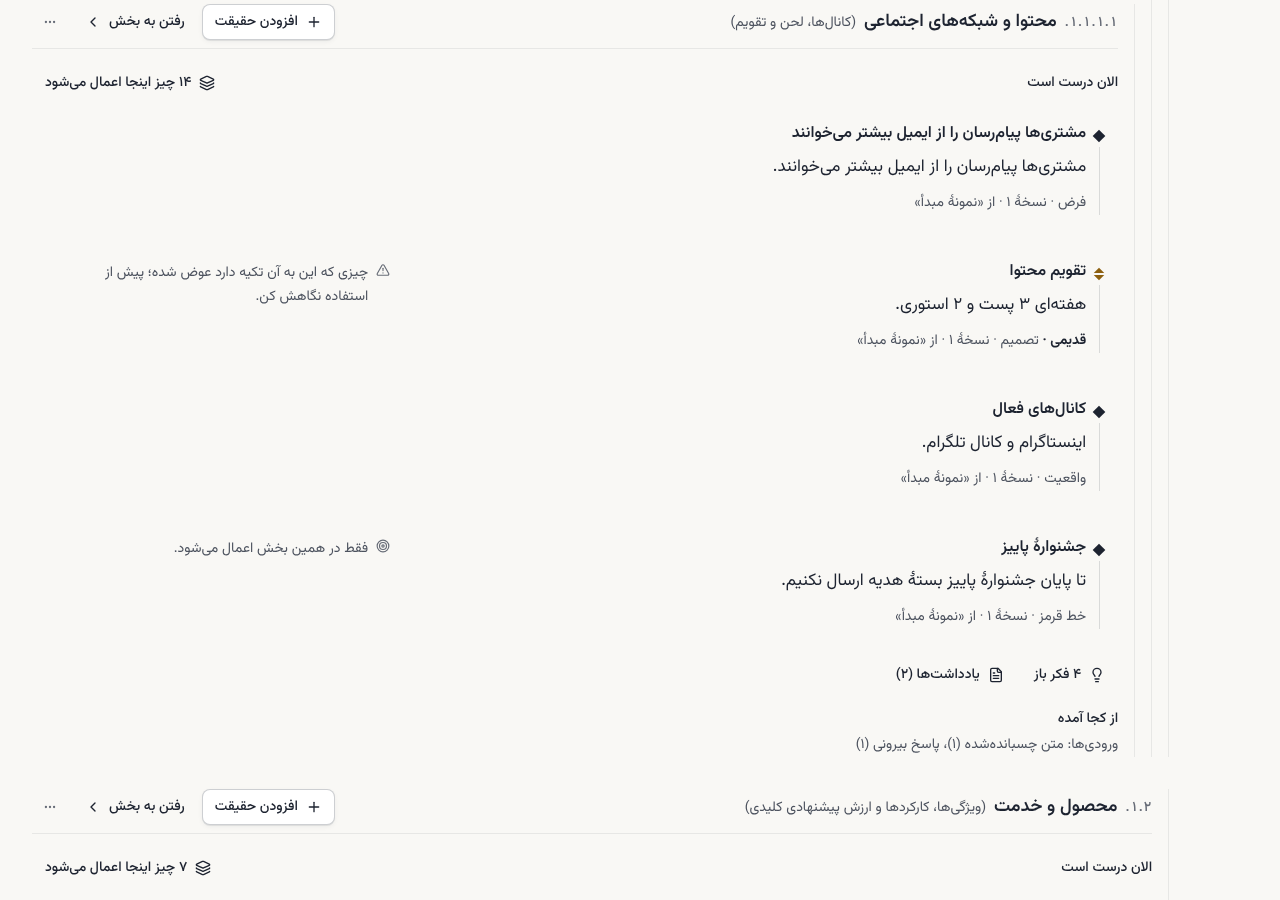 ۱.۱.۱.۱. محتوا و شبکه‌های اجتماعی (کانال‌ها، لحن و تقویم)
افزودن حقیقت
رفتن به بخش
الان درست است
۱۴ چیز اینجا اعمال می‌شود
مشتری‌ها پیام‌رسان را از ایمیل بیشتر می‌خوانند
مشتری‌ها پیام‌رسان را از ایمیل بیشتر می‌خوانند.
فرض · نسخهٔ ۱ · از «نمونهٔ مبدأ»
تقویم محتوا
هفته‌ای ۳ پست و ۲ استوری.
قدیمی · تصمیم · نسخهٔ ۱ · از «نمونهٔ مبدأ»
چیزی که این به آن تکیه دارد عوض شده؛ پیش از
استفاده نگاهش کن.
کانال‌های فعال
اینستاگرام و کانال تلگرام.
واقعیت · نسخهٔ ۱ · از «نمونهٔ مبدأ»
جشنوارهٔ پاییز
تا پایان جشنوارهٔ پاییز بستهٔ هدیه ارسال نکنیم.
خط قرمز · نسخهٔ ۱ · از «نمونهٔ مبدأ»
فقط در همین بخش اعمال می‌شود.
۴ فکر باز
یادداشت‌ها (۲)
از کجا آمده
ورودی‌ها: متن چسبانده‌شده (۱)، پاسخ بیرونی (۱)
۱.۲. محصول و خدمت (ویژگی‌ها، کارکردها و ارزش پیشنهادی کلیدی)
افزودن حقیقت
رفتن به بخش
الان درست است
۷ چیز اینجا اعمال می‌شود